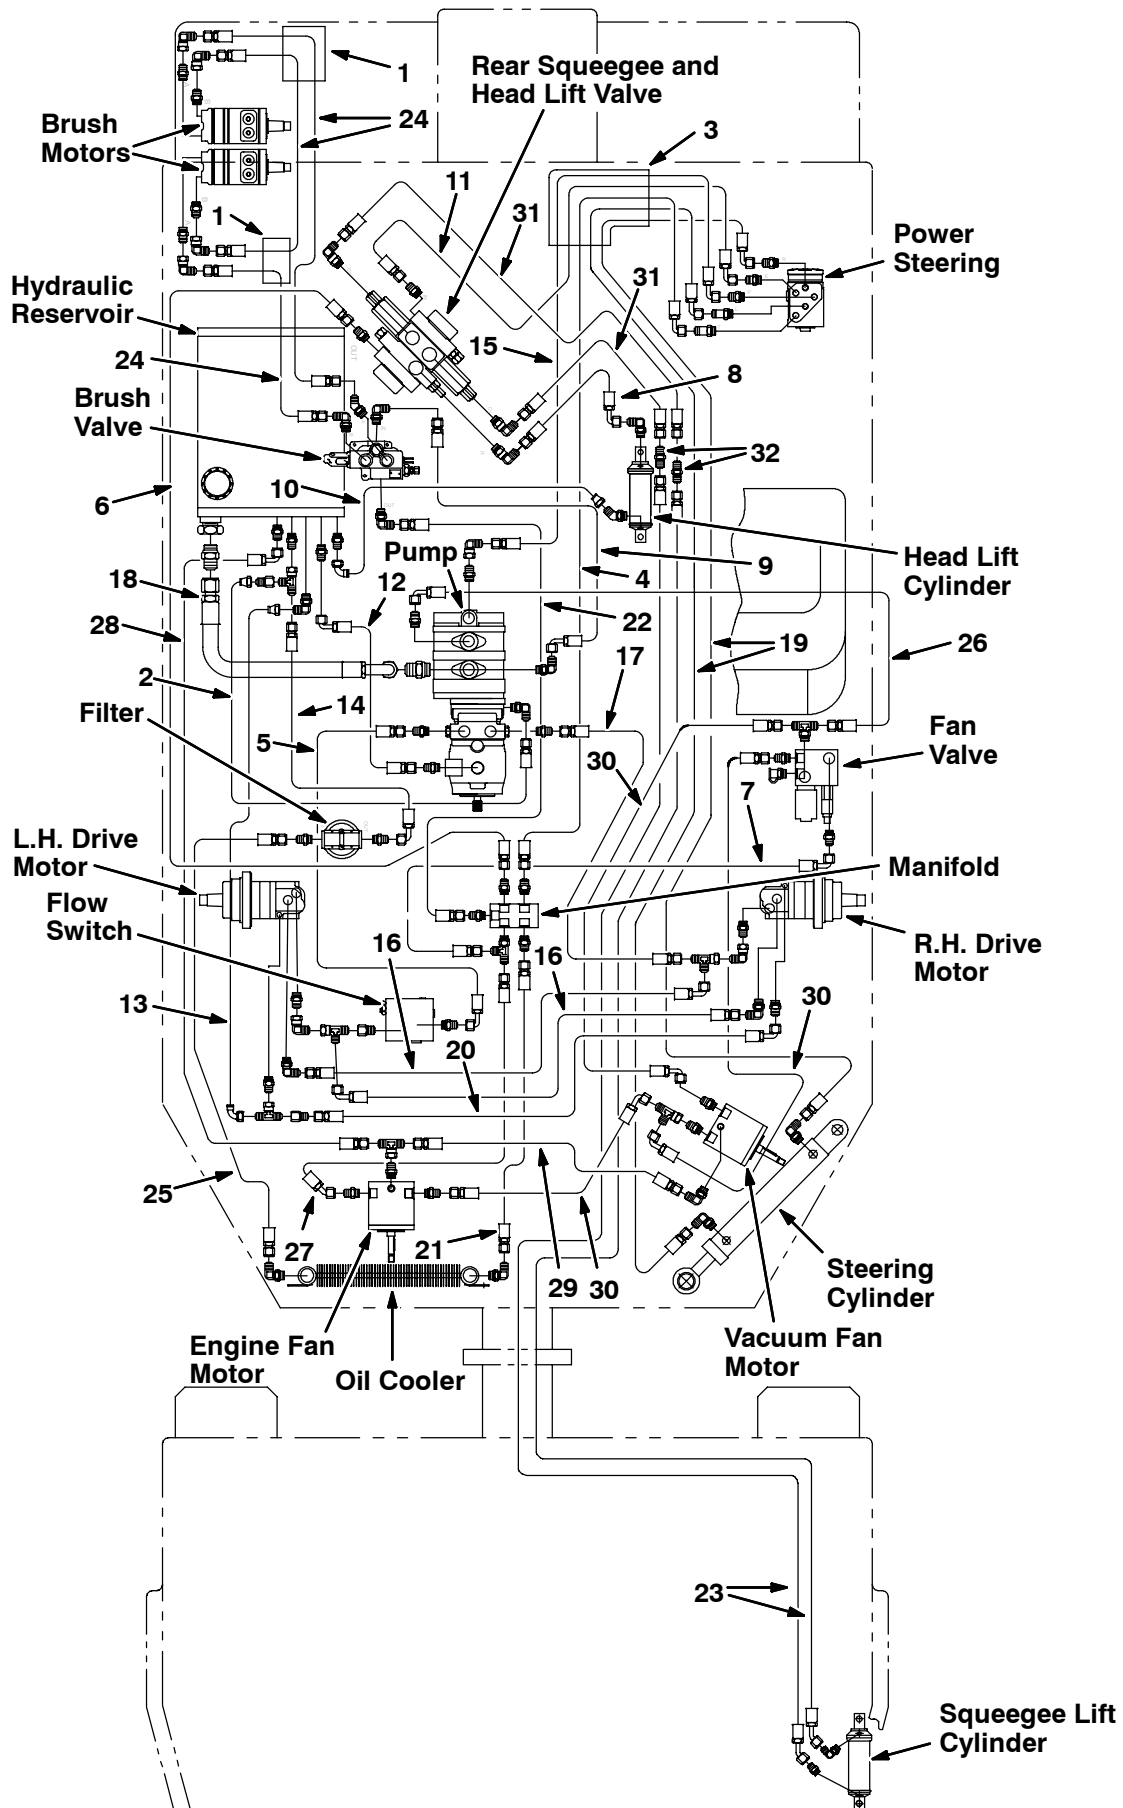 1
Rear Squeegee and
Head Lift Valve
24
3
Brush
Motors
11
31
1
Power
Steering
Hydraulic
Reservoir
31
15
24
8
Brush
Valve
32
10
6
Pump
9
Head Lift
Cylinder
18
12
4
22
28
17
19
26
2
14
Filter
5
30
Fan
Valve
7
L.H. Drive
Motor
Manifold
Flow
Switch
16
16
R.H. Drive
Motor
13
30
20
25
27
21
29
30
Steering
Cylinder
Engine Fan
Motor
Oil Cooler
Vacuum Fan
Motor
23
Squeegee Lift
Cylinder